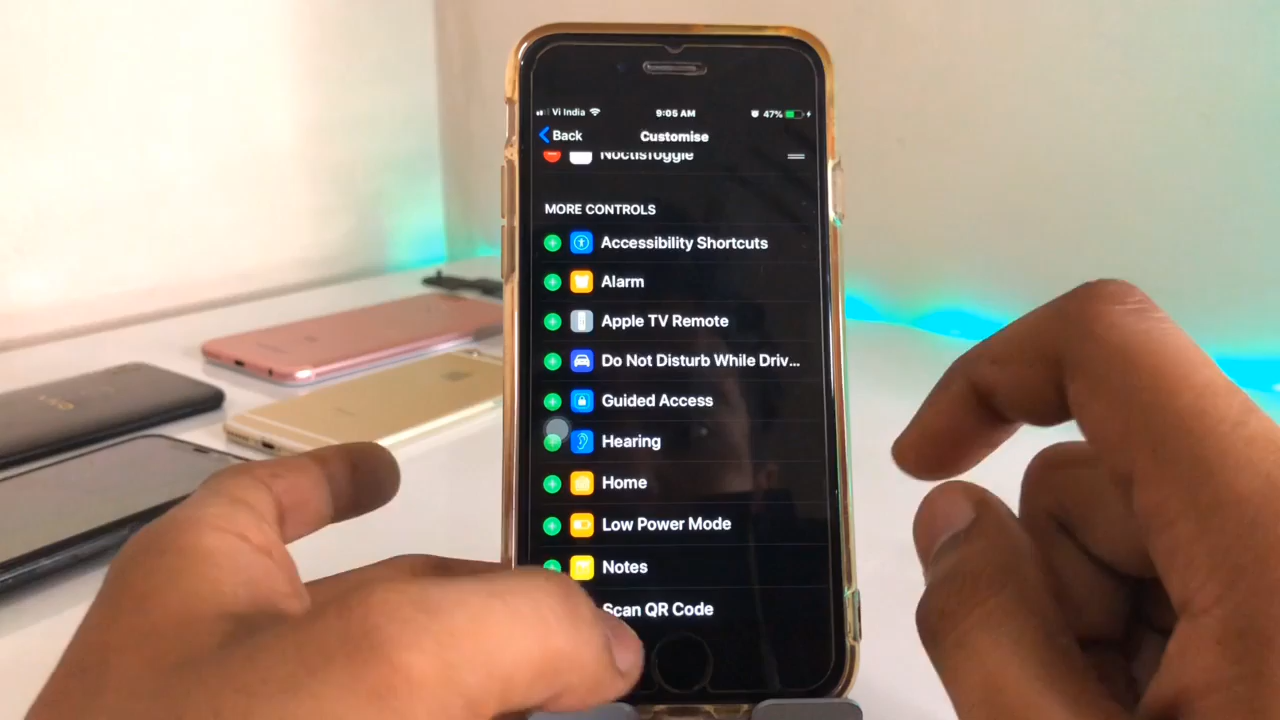 Vi India 9:05 AM 47%
Back Customise
NoctisToggle
MORE CONTROLS
Accessibility Shortcuts
Alarm
Apple TV Remote
Do Not Disturb While Driv...
Guided Access
Hearing
Home
Low Power Mode
Notes
Scan QR Code